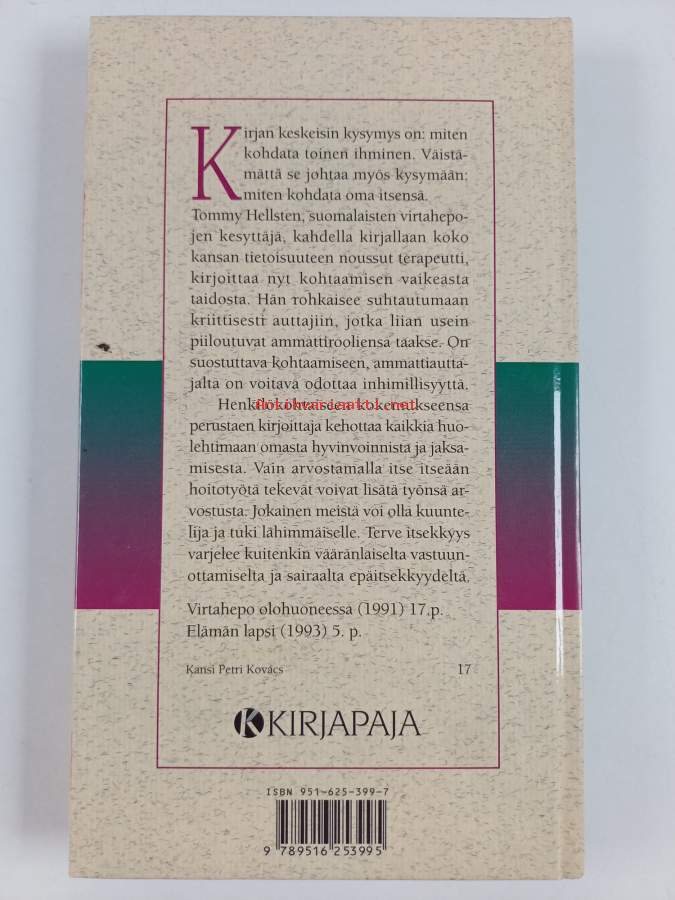 Kirjan keskeisin kysymys on: miten
kohdata toinen ihminen. Väistä-
mättä se johtaa myös kysymään:
miten kohdata oma itsensä.
Tommy Hellsten, suomalaisten virtahepo-
jen kesyttäjä, kahdella kirjallaan koko
kansan tietoisuuteen noussut terapeutti,
kirjoittaa nyt kohtaamisen vaikeasta
taidosta. Hän rohkaisee suhtautumaan
kriittisesti auttajiin, jotka liian usein
piiloutuvat ammattirooliensa taakse. On
suostuttava kohtaamiseen, ammattiautta-
jalta on voitava odottaa inhimillisyyttä.
Henkilökohtaiseen kokemukseensa
perustaen kirjoittaja kehottaa kaikkia huo-
lehtimaan omasta hyvinvoinnista ja jaksa-
misesta. Vain arvostamalla itse itseään
hoitotyötä tekevät voivat lisätä työnsä ar-
vostusta. Jokainen meistä voi olla kuunte-
lija ja tuki lähimmäiselle. Terve itsekkyys
varjelee kuitenkin vääränlaiselta vastuun-
ottamiselta ja sairaalta epäitsekkyydeltä.
Virtahepo olohuoneessa (1991) 17.p.
Elämän lapsi (1993) 5. p.
Kansi Petri Kovács 17
KIRJAPAJA
ISBN 951-625-399-7
9 789516 253995